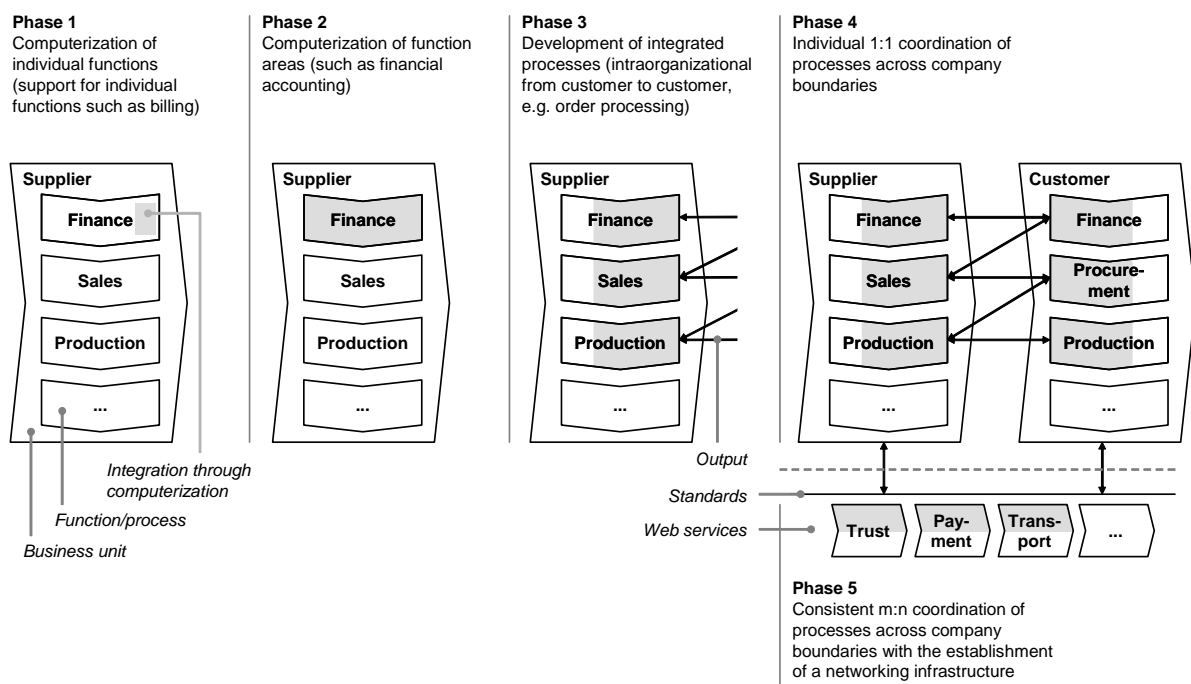 Phase 1
Computerization of
individual functions
(support for individual
functions such as billing)
Phase 2
Computerization of function
areas (such as financial
accounting)
Phase 3
Development of integrated
processes (intraorganizational
from customer to customer,
e.g. order processing)
Phase 4
Individual 1:1 coordination of
processes across company
boundaries
Supplier
Finance
Sales
Production
...
Supplier
Finance
Sales
Production
...
Supplier
Finance
Sales
Production
...
Supplier
Finance
Sales
Production
...
Customer
Finance
Procure-
ment
Production
...
Integration through
computerization
Function/process
Business unit
Output
Standards
Web services
Trust
Pay-
ment
Trans-
port
...
Phase 5
Consistent m:n coordination of
processes across company
boundaries with the establishment
of a networking infrastructure